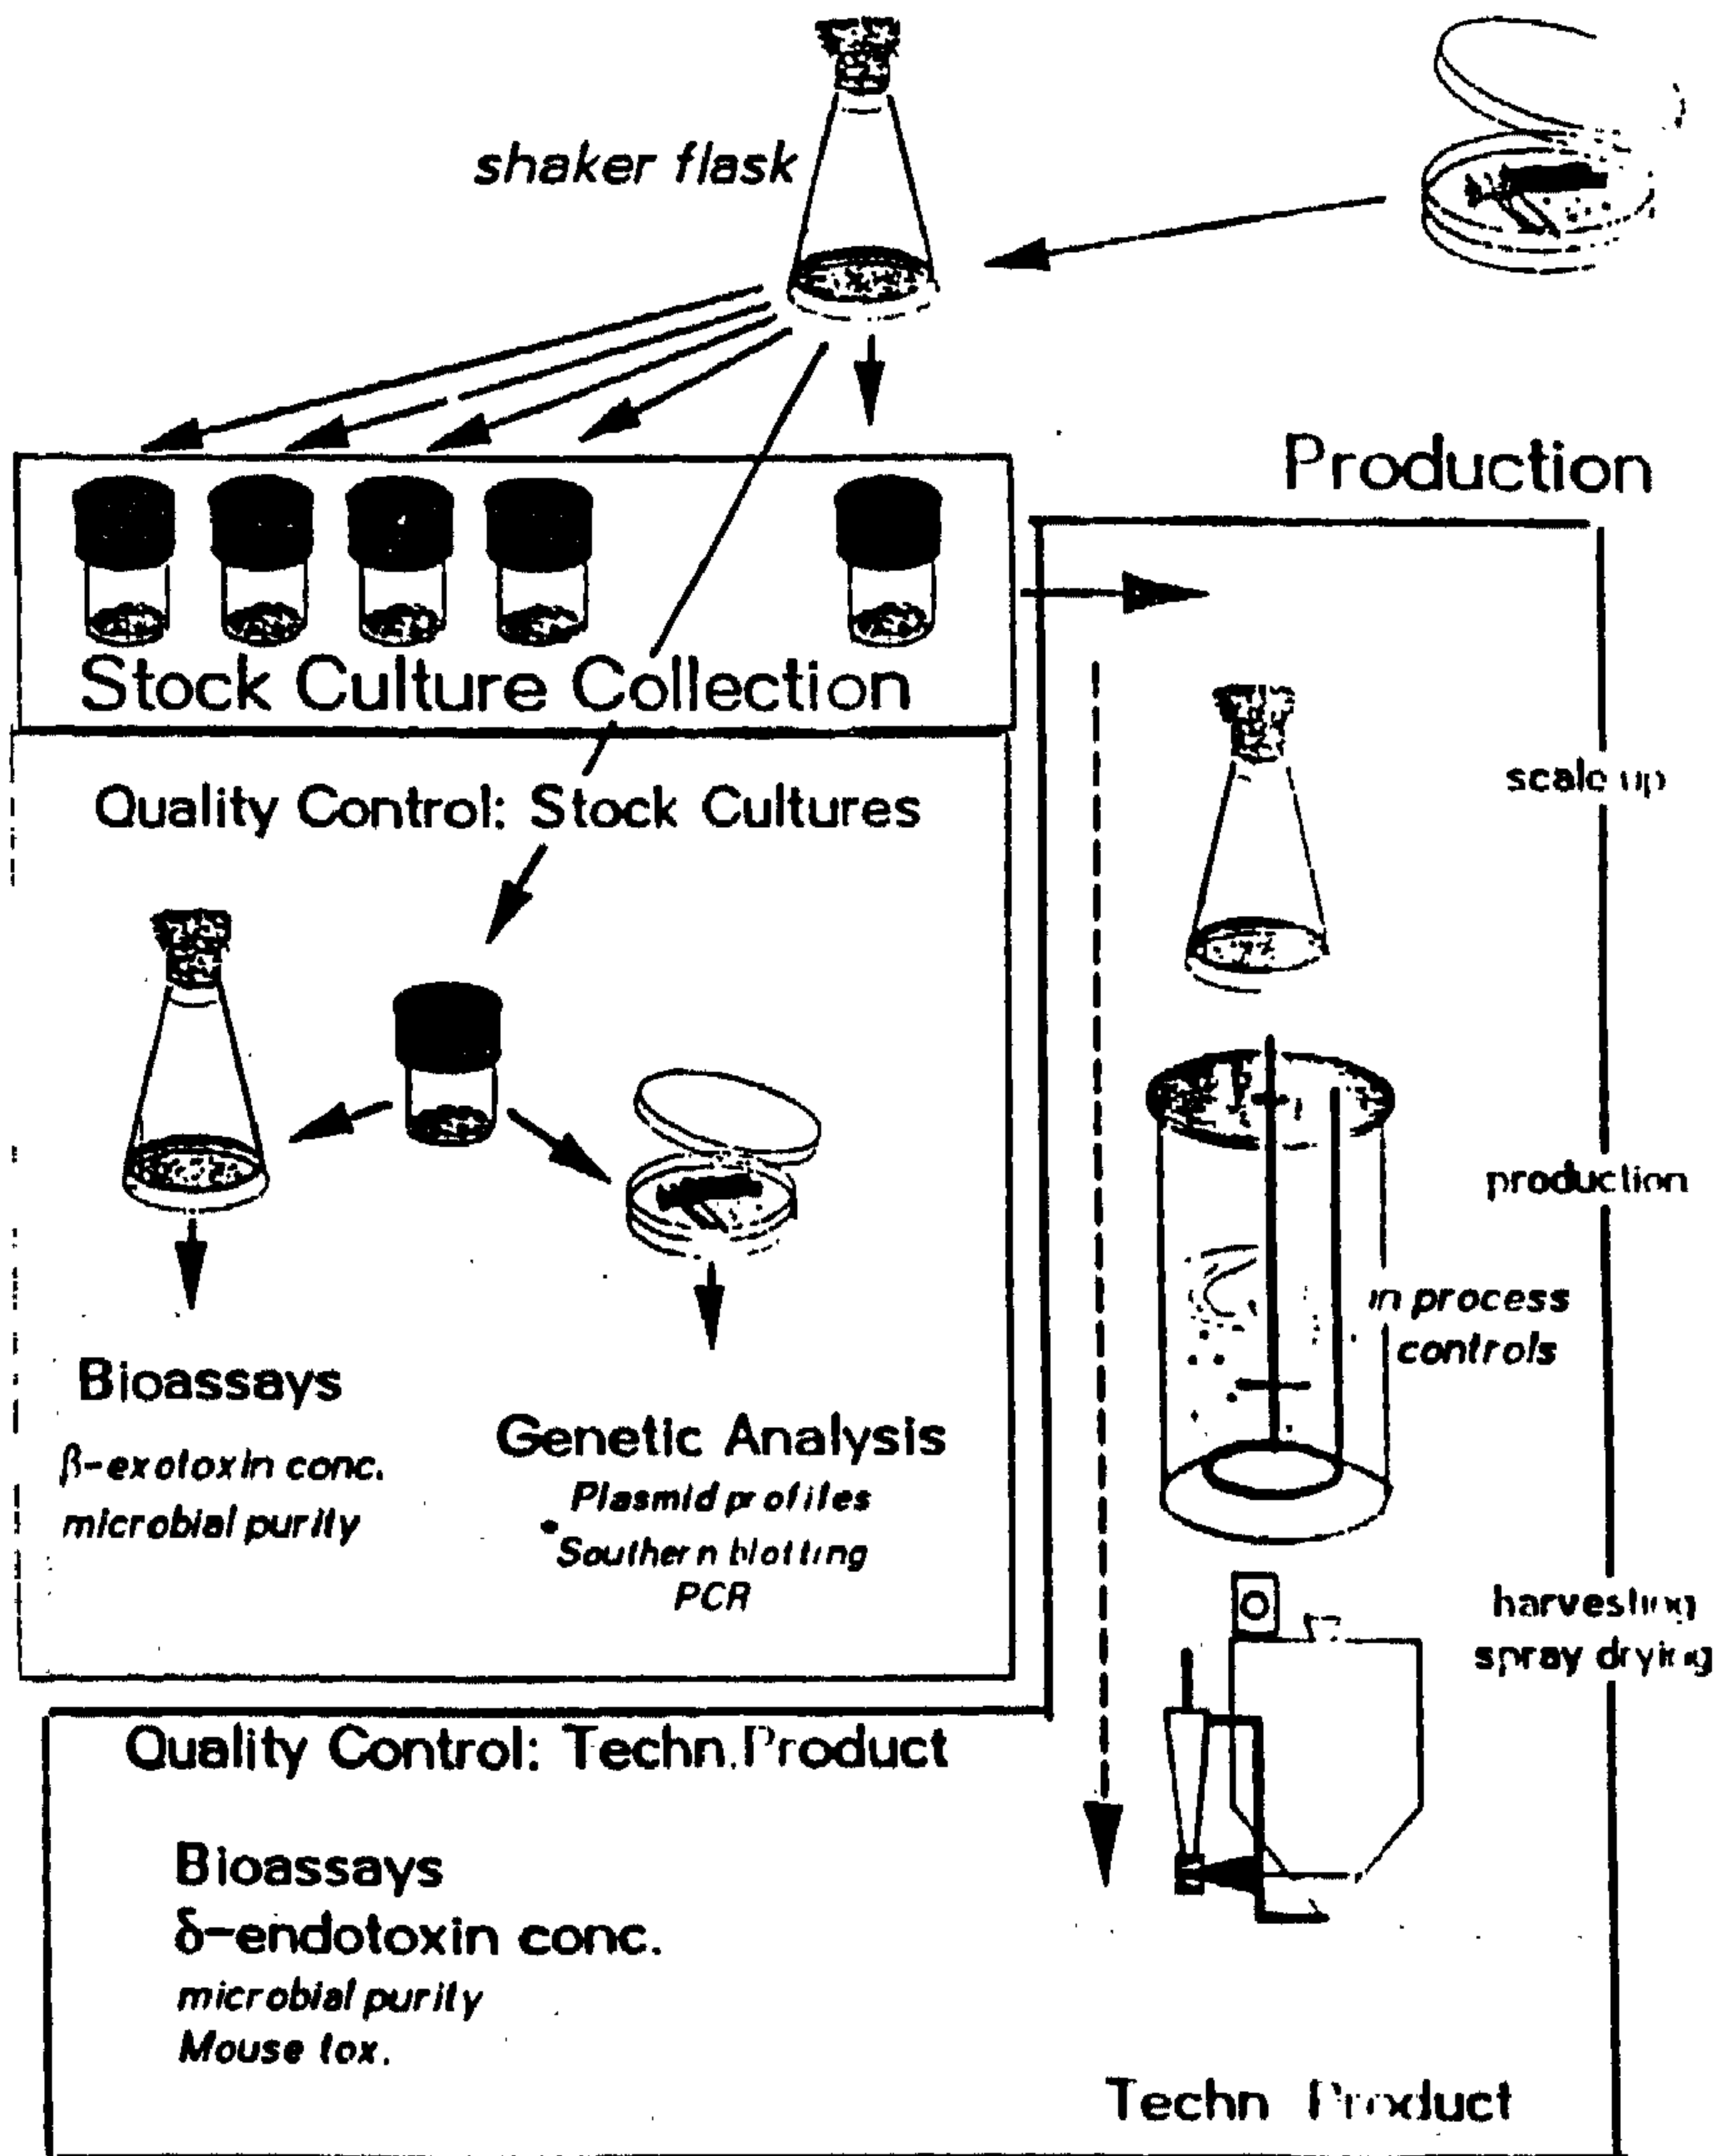 shaker flask
Production
Stock Culture Collection
scale up
Quality Control: Stock Cultures
production
in process
controls
Bioassays
β-exotoxin conc.
microbial purity
Genetic Analysis
Plasmid profiles
Southern blotting
PCR
harvesting
spray drying
Quality Control: Techn.Product
Bioassays
δ-endotoxin conc.
microbial purity
Mouse tox.
Techn Product